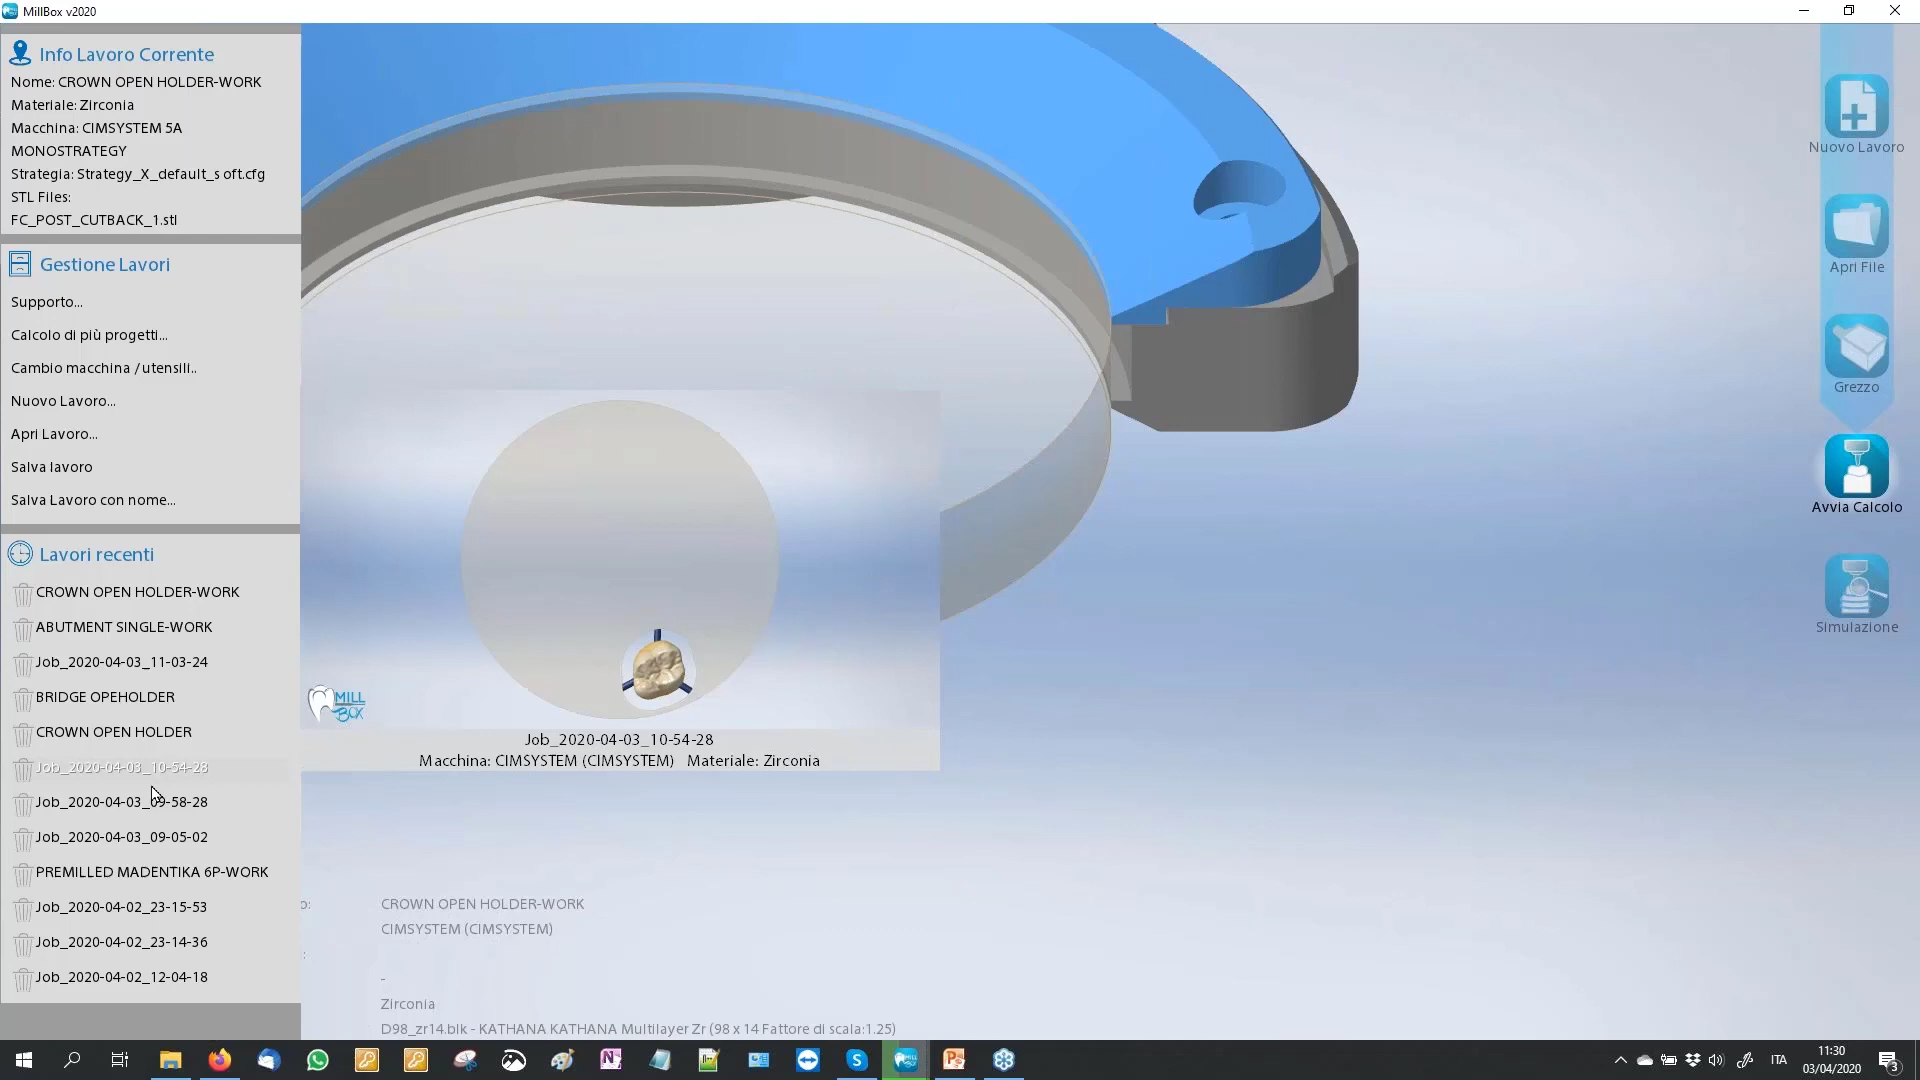 MillBox v2020
Info Lavoro Corrente
Nome: CROWN OPEN HOLDER-WORK
Materiale: Zirconia
Macchina: CIMSYSTEM 5A
MONOSTRATEGY
Strategia: Strategy_X_default_s oft.cfg
STL Files:
FC_POST_CUTBACK_1.stl
Gestione Lavori
Supporto...
Calcolo di più progetti...
Cambio macchina / utensili..
Nuovo Lavoro...
Apri Lavoro...
Salva lavoro
Salva Lavoro con nome...
Lavori recenti
CROWN OPEN HOLDER-WORK
ABUTMENT SINGLE-WORK
Job_2020-04-03_11-03-24
BRIDGE OPEHOLDER
CROWN OPEN HOLDER
Job_2020-04-03_10-54-28
Job_2020-04-03_09-58-28
Job_2020-04-03_09-05-02
PREMILLED MADENTIKA 6P-WORK
Job_2020-04-02_23-15-53
Job_2020-04-02_23-14-36
Job_2020-04-02_12-04-18
MILL
BOX
Job_2020-04-03_10-54-28
Macchina: CIMSYSTEM (CIMSYSTEM) Materiale: Zirconia
o: CROWN OPEN HOLDER-WORK
CIMSYSTEM (CIMSYSTEM)
:
-
Zirconia
D98_zr14.blk - KATHANA KATHANA Multilayer Zr (98 x 14 Fattore di scala:1.25)
Nuovo Lavoro
Apri File
Grezzo
Avvia Calcolo
Simulazione
ITA
11:30
03/04/2020
3